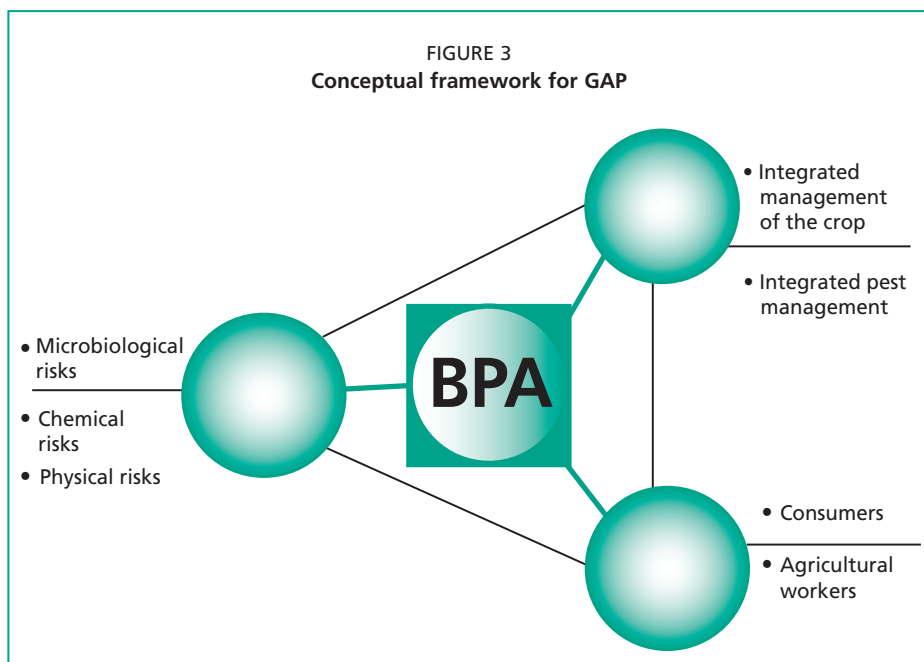 FIGURE 3
Conceptual framework for GAP
• Integrated
management
of the crop
• Integrated pest
management
BPA
• Microbiological
risks
• Chemical
risks
• Physical risks
• Consumers
• Agricultural
workers